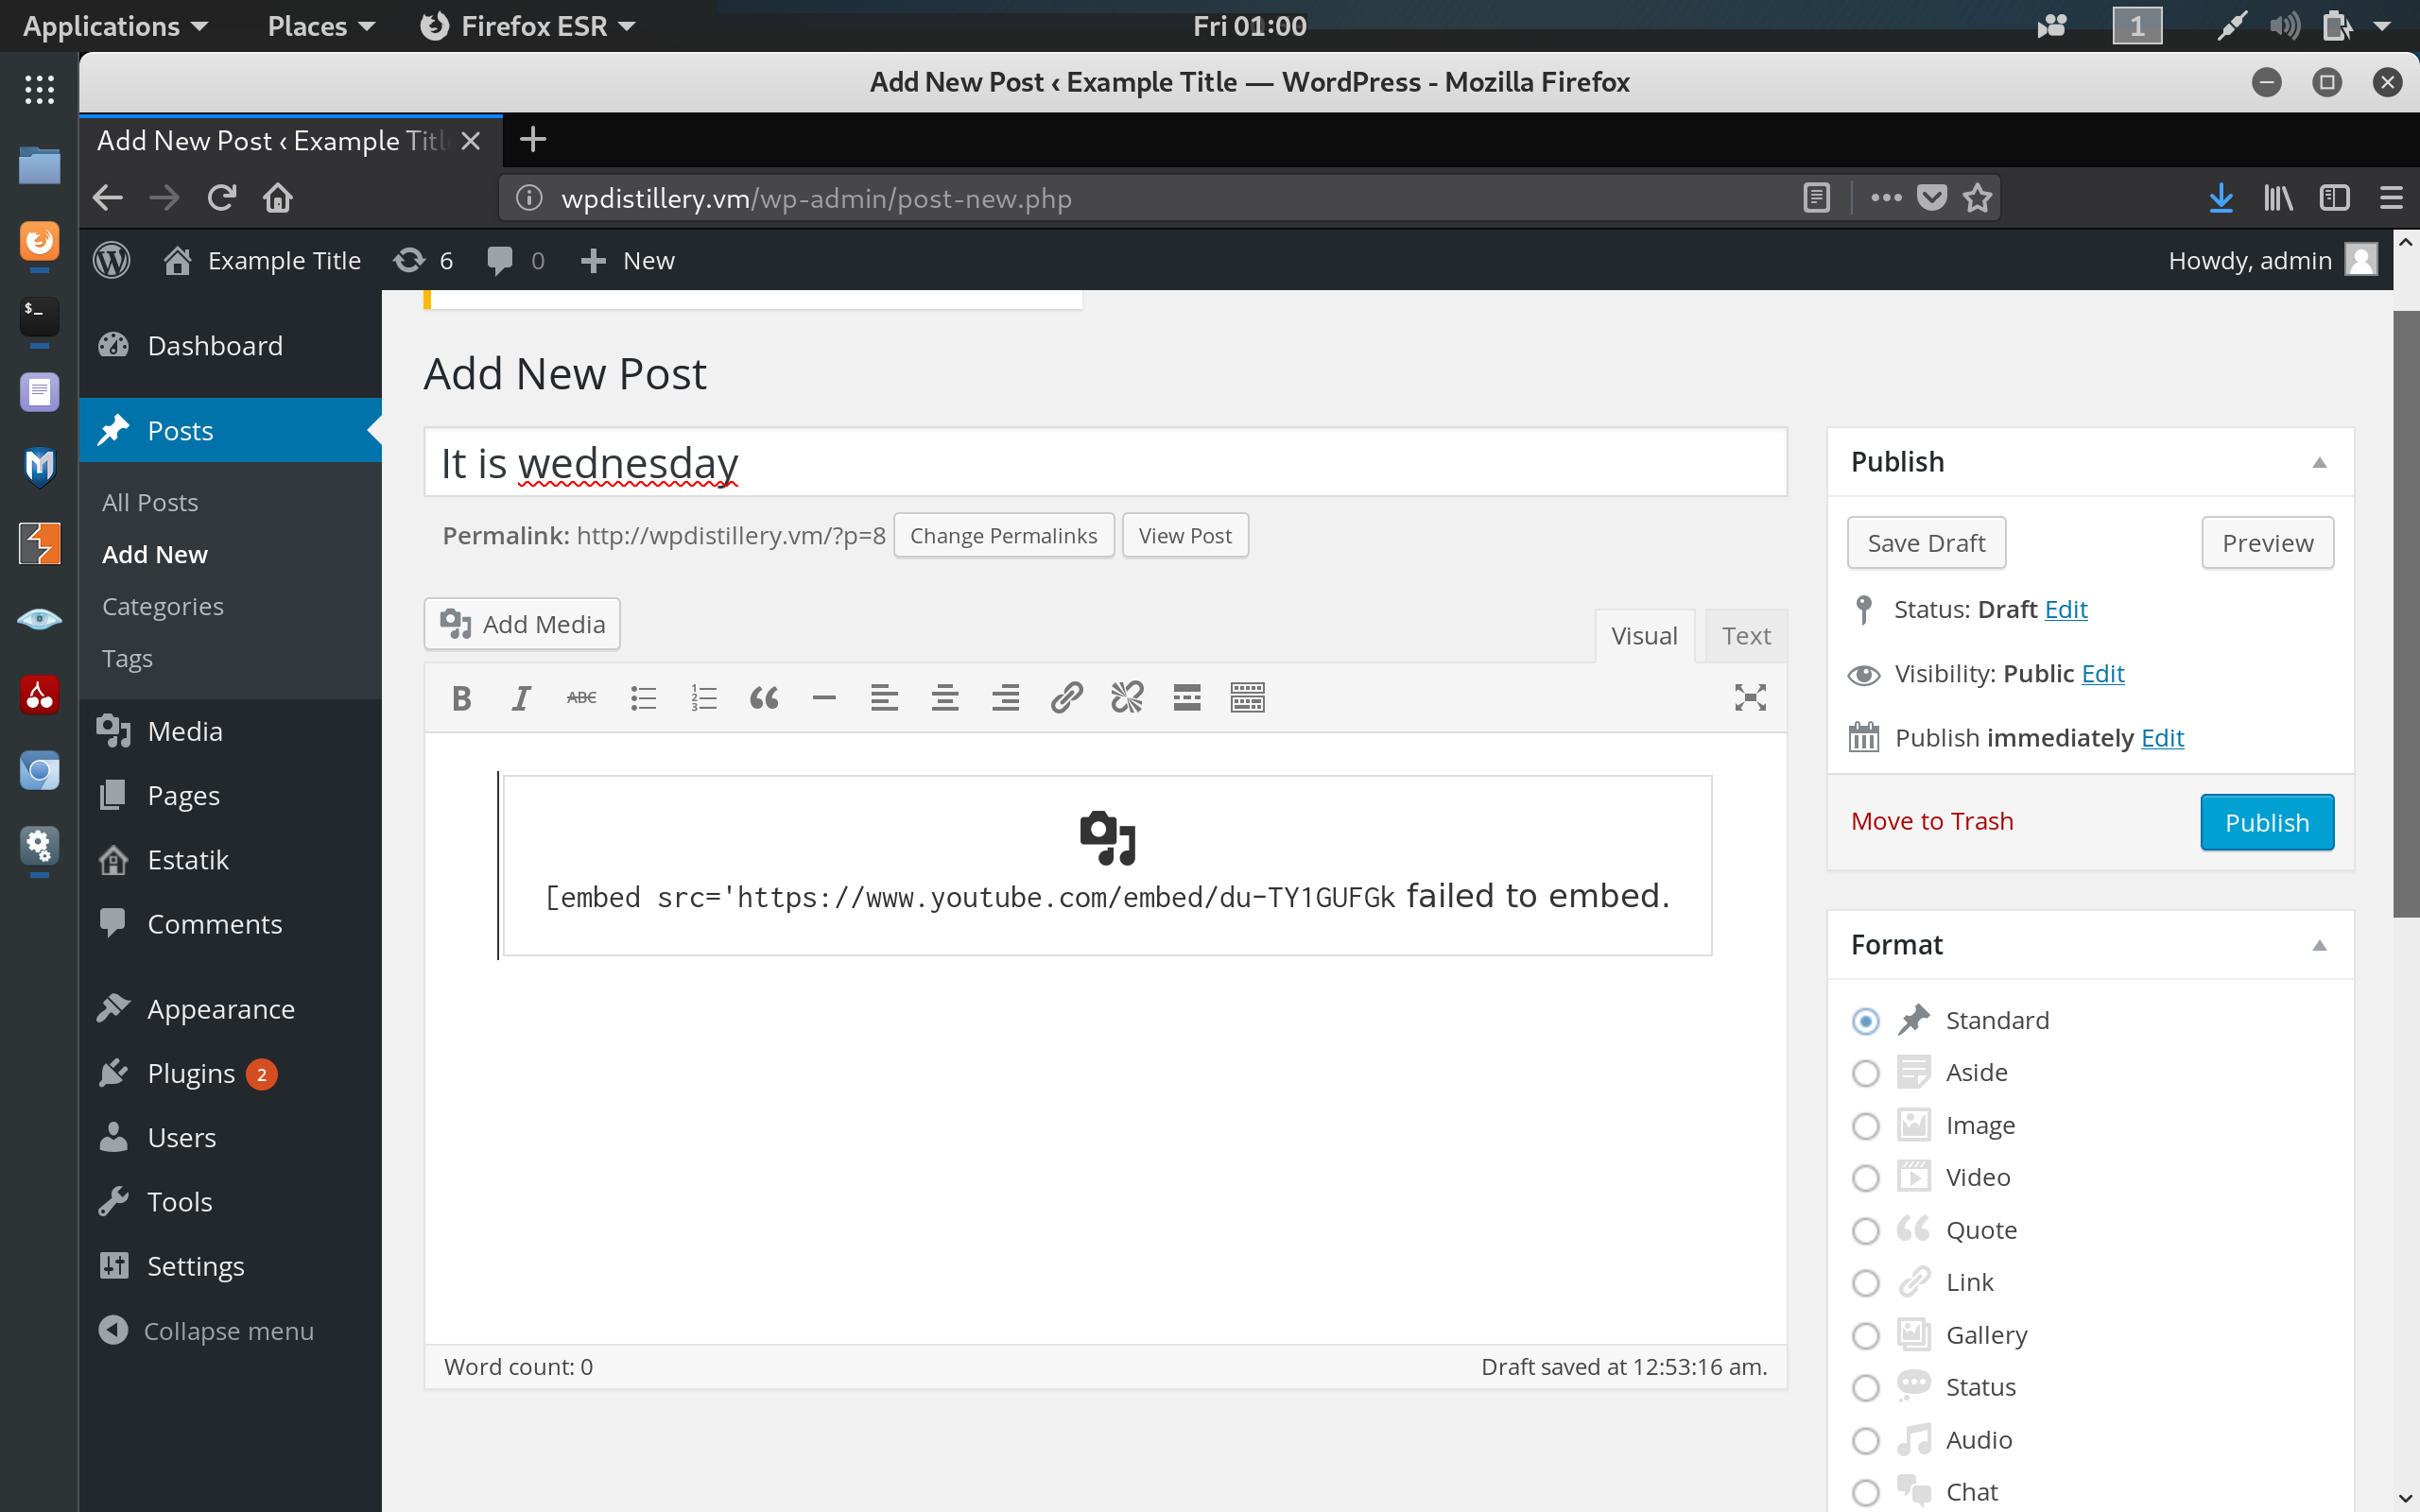 Applications Places Firefox ESR Fri 01:00 1
Add New Post ‹ Example Title — WordPress - Mozilla Firefox
Add New Post ‹ Example Titl
wpdistillery.vm/wp-admin/post-new.php
Example Title 6 0 New Howdy, admin
Dashboard
Posts
All Posts
Add New
Categories
Tags
Media
Pages
Estatik
Comments
Appearance
Plugins 2
Users
Tools
Settings
Collapse menu
Add New Post
It is wednesday
Permalink: http://wpdistillery.vm/?p=8 Change Permalinks View Post
Add Media
Visual Text
B I ABC
[embed src='https://www.youtube.com/embed/du-TY1GUFGk failed to embed.
Word count: 0 Draft saved at 12:53:16 am.
Publish
Save Draft Preview
Status: Draft Edit
Visibility: Public Edit
Publish immediately Edit
Move to Trash Publish
Format
Standard
Aside
Image
Video
Quote
Link
Gallery
Status
Audio
Chat